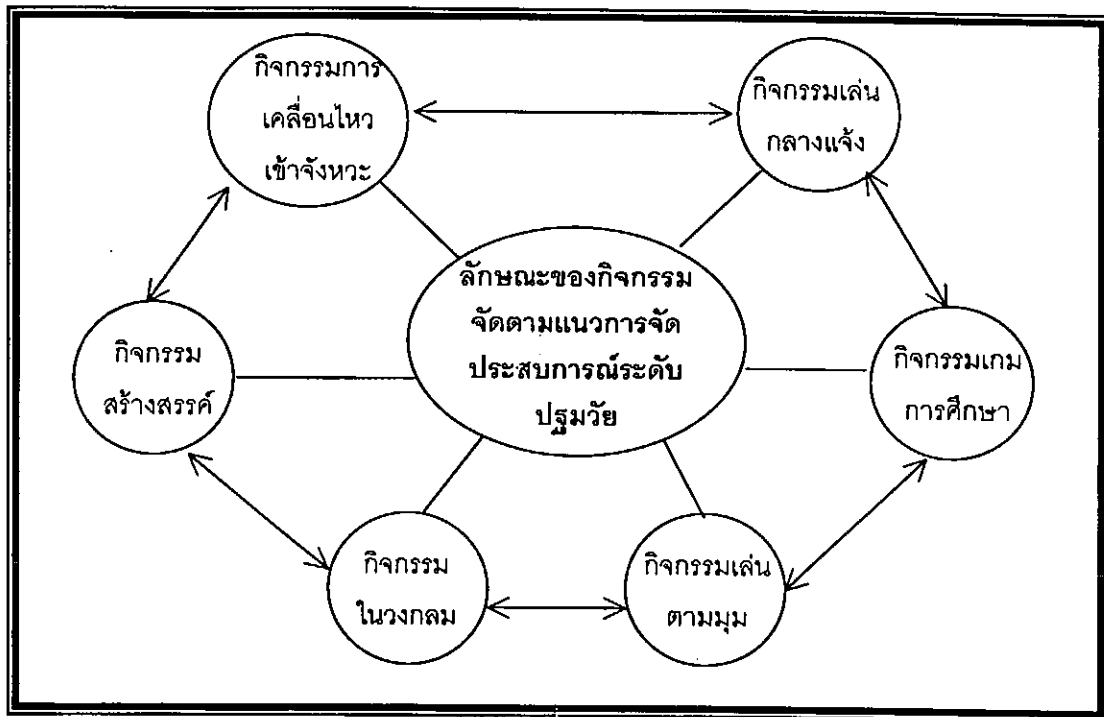 กิจกรรมการ
เคลื่อนไหว
เข้าจังหวะ
กิจกรรมเล่น
กลางแจ้ง
ลักษณะของกิจกรรม
จัดตามแนวการจัด
ประสบการณ์ระดับ
ปฐมวัย
กิจกรรม
สร้างสรรค์
กิจกรรมเกม
การศึกษา
กิจกรรม
ในวงกลม
กิจกรรมเล่น
ตามมุม